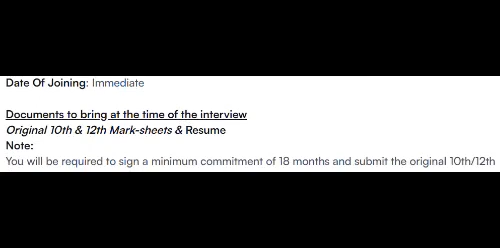 Date Of Joining: Immediate
Documents to bring at the time of the interview
Original 10th & 12th Mark-sheets & Resume
Note:
You will be required to sign a minimum commitment of 18 months and submit the original 10th/12th